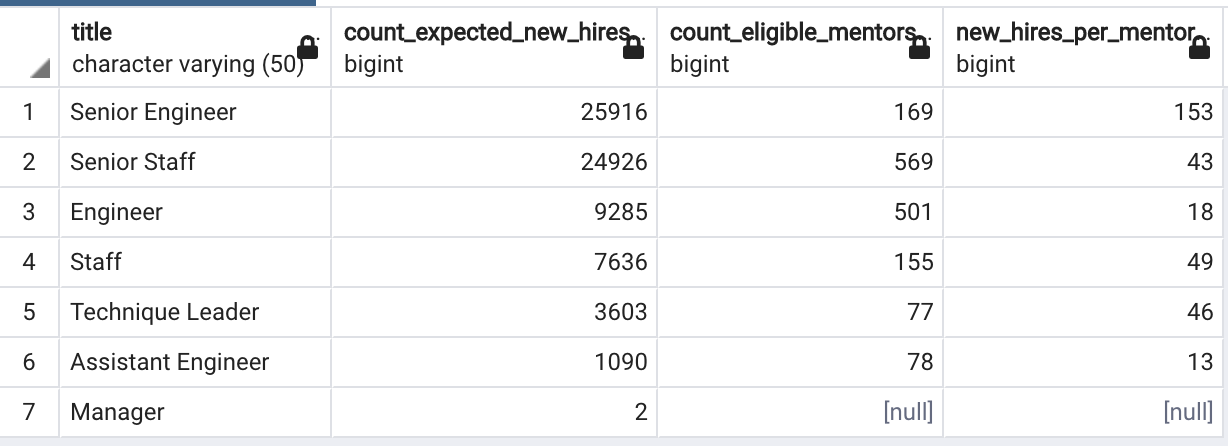 title count_expected_new_hires count_eligible_mentors new_hires_per_mentor
character varying (50) bigint bigint bigint
1 Senior Engineer 25916 169 153
2 Senior Staff 24926 569 43
3 Engineer 9285 501 18
4 Staff 7636 155 49
5 Technique Leader 3603 77 46
6 Assistant Engineer 1090 78 13
7 Manager 2 [null] [null]